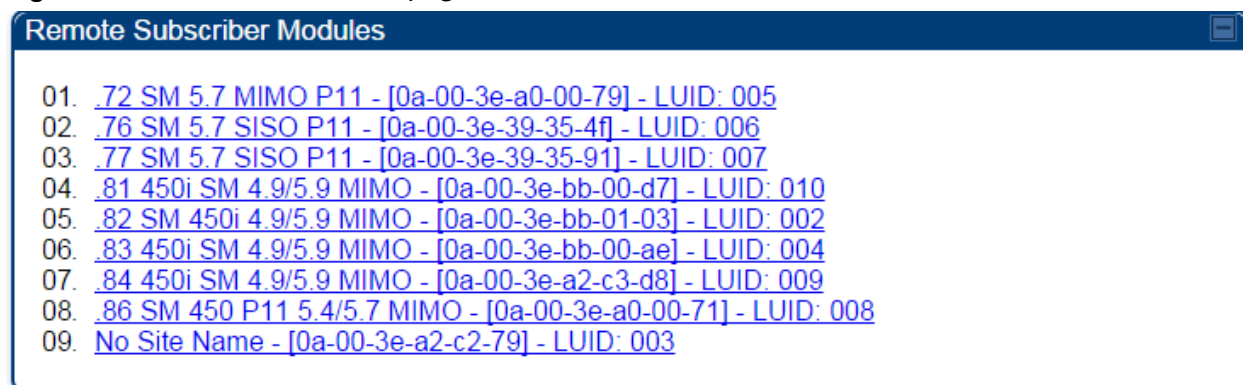 Remote Subscriber Modules
01. .72 SM 5.7 MIMO P11 - [0a-00-3e-a0-00-79] - LUID: 005
02. .76 SM 5.7 SISO P11 - [0a-00-3e-39-35-4f] - LUID: 006
03. .77 SM 5.7 SISO P11 - [0a-00-3e-39-35-91] - LUID: 007
04. .81 450i SM 4.9/5.9 MIMO - [0a-00-3e-bb-00-d7] - LUID: 010
05. .82 SM 450i 4.9/5.9 MIMO - [0a-00-3e-bb-01-03] - LUID: 002
06. .83 450i SM 4.9/5.9 MIMO - [0a-00-3e-bb-00-ae] - LUID: 004
07. .84 450i SM 4.9/5.9 MIMO - [0a-00-3e-a2-c3-d8] - LUID: 009
08. .86 SM 450 P11 5.4/5.7 MIMO - [0a-00-3e-a0-00-71] - LUID: 008
09. No Site Name - [0a-00-3e-a2-c2-79] - LUID: 003